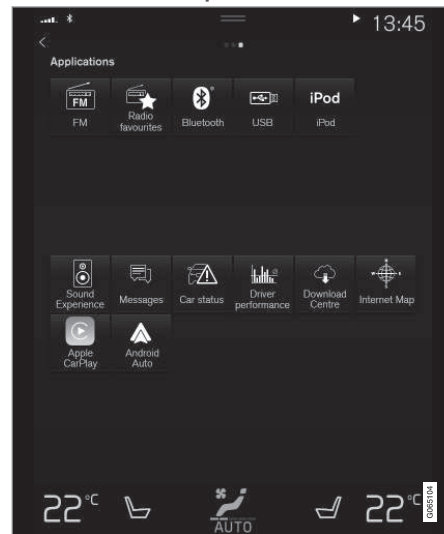 13:45
Applications
FM
iPod
FM
Radio
favourites
Bluetooth
USB
iPod
Sound
Experience
Messages
Car status
Driver
performance
Download
Centre
Internet Map
Apple
CarPlay
Android
Auto
22°C
AUTO
22°C
G065104